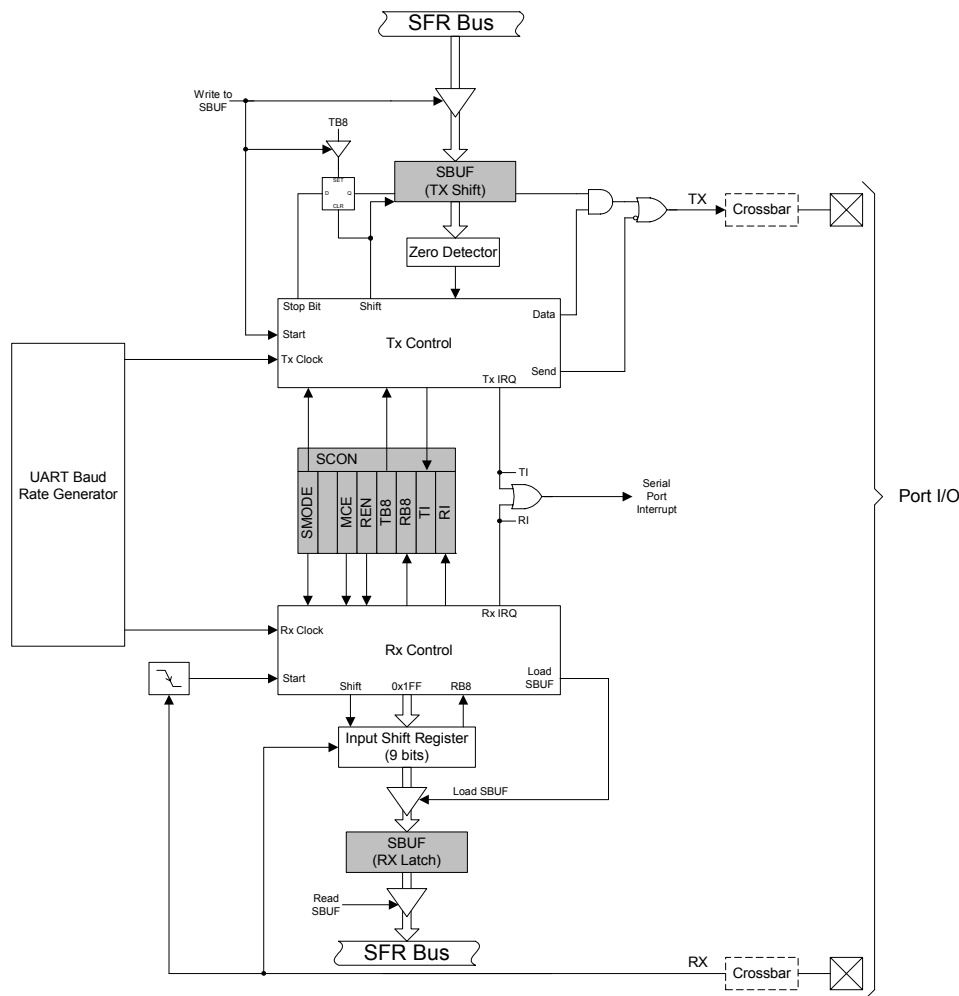 SFR Bus
Write to
SBUF
TB8
SET
D
Q
CLR
SBUF
(TX Shift)
TX
Crossbar
Zero Detector
Stop Bit
Shift
Data
Start
Tx Control
Tx Clock
Send
Tx IRQ
UART Baud
Rate Generator
SCON
SMODE
MCE
REN
TB8
RB8
TI
RI
TI
RI
Serial
Port
Interrupt
Port I/O
Rx IRQ
Rx Clock
Rx Control
Start
Load
SBUF
Shift
0x1FF
RB8
Input Shift Register
(9 bits)
Load SBUF
SBUF
(RX Latch)
Read
SBUF
SFR Bus
RX
Crossbar